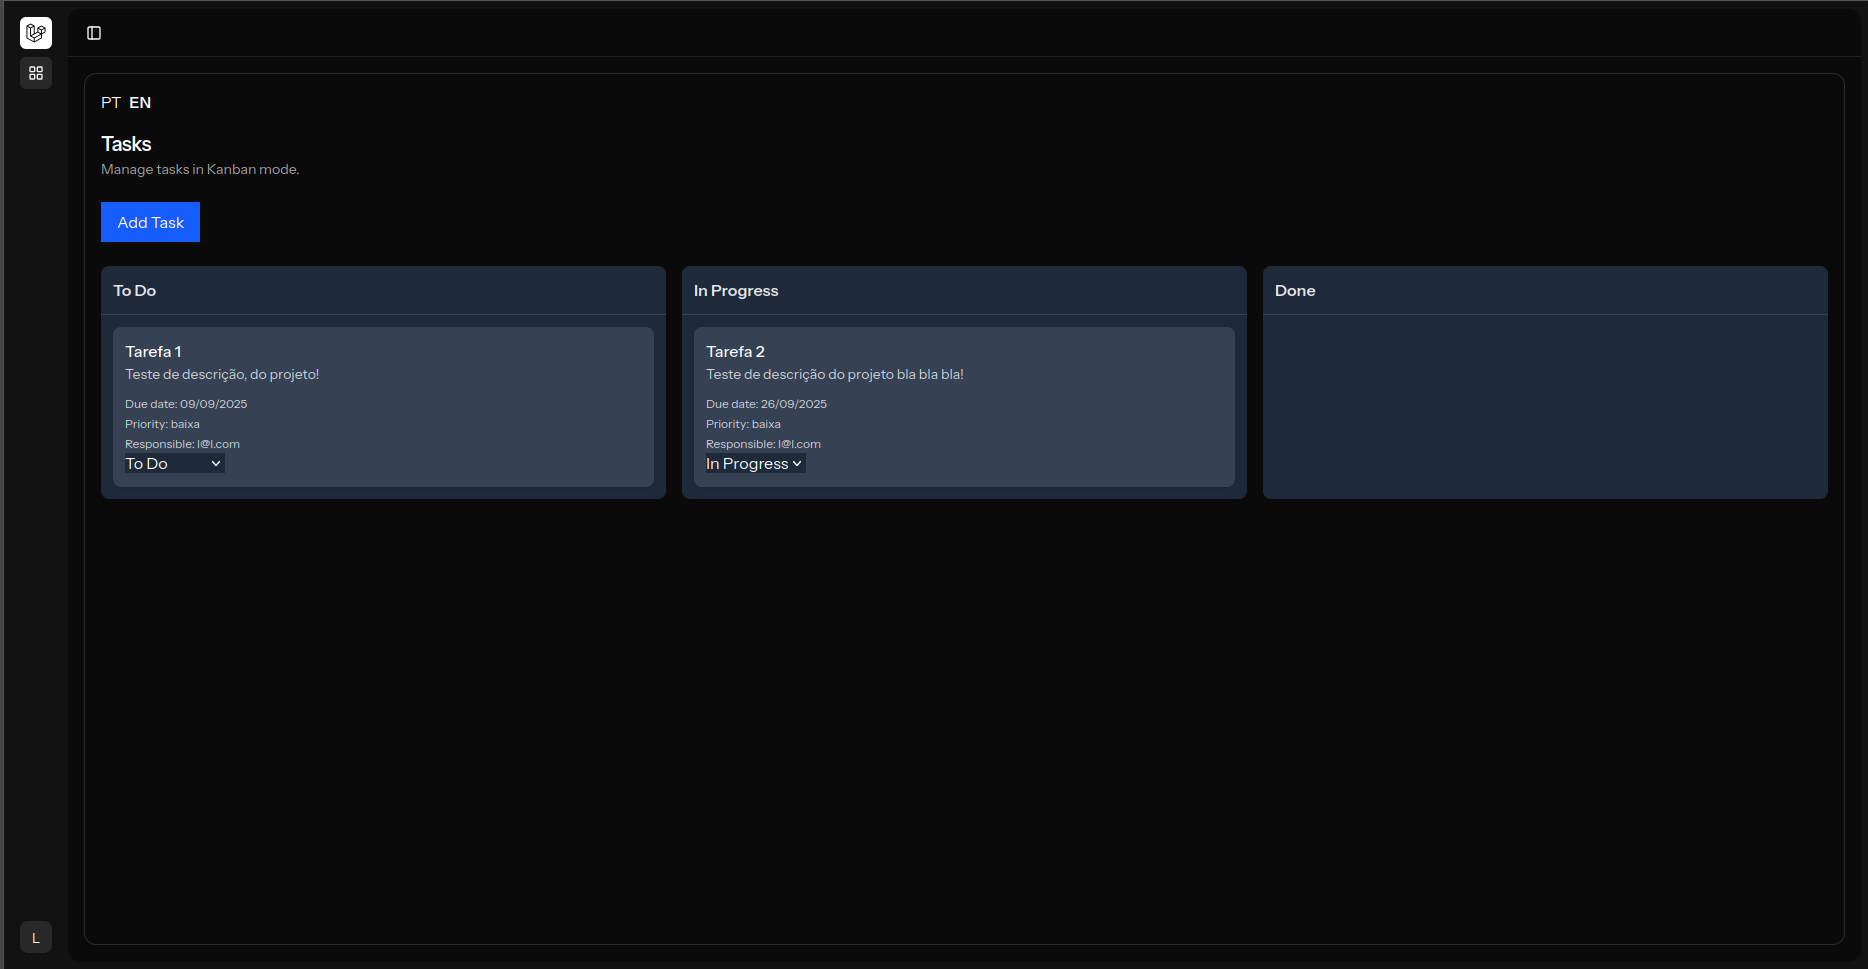 PT EN
Tasks
Manage tasks in Kanban mode.
Add Task
To Do
Tarefa 1
Teste de descrição, do projeto!
Due date: 09/09/2025
Priority: baixa
Responsible: l@l.com
To Do
In Progress
Tarefa 2
Teste de descrição do projeto bla bla bla!
Due date: 26/09/2025
Priority: baixa
Responsible: l@l.com
In Progress
Done
L